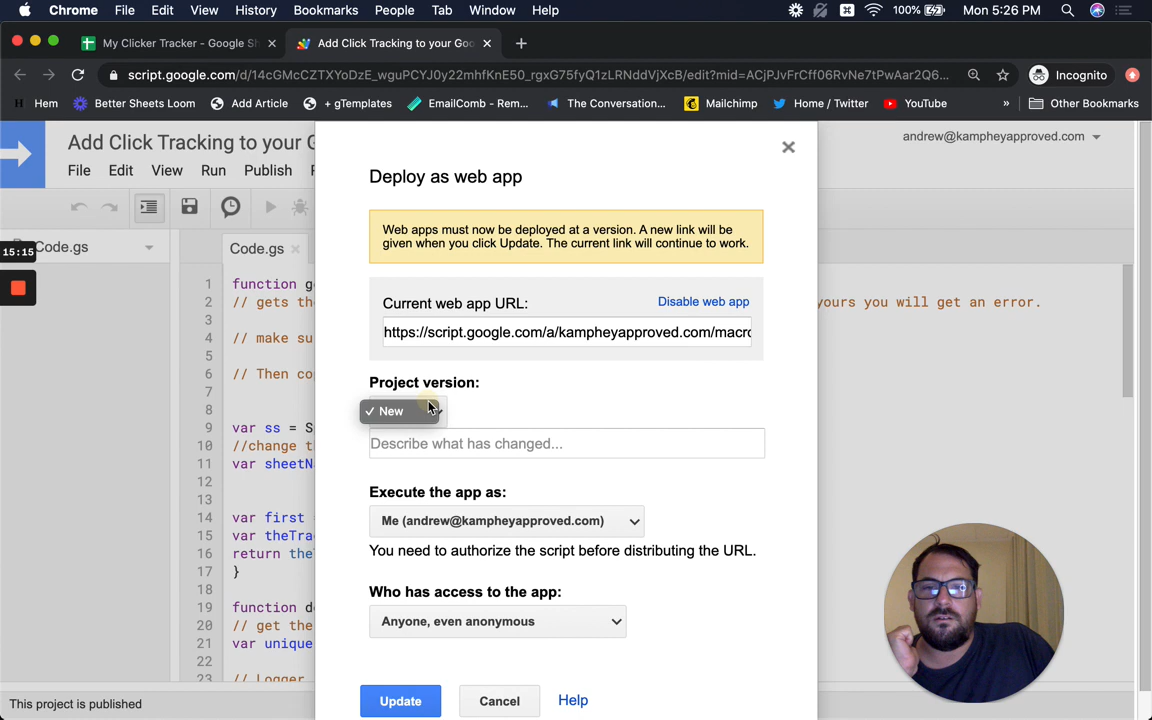 Chrome File Edit View History Bookmarks People Tab Window Help 100% Mon 5:26 PM
My Clicker Tracker - Google Sh
Add Click Tracking to your Goo
script.google.com/d/14cGMcCZTXYoDzE_wguPCYJ0y22mhfKnE50_rgxG75fyQ1zLRNddVjXcB/edit?mid=ACjPJvFrCff06RvNe7tPwAar2Q6...
Incognito
H Hem Better Sheets Loom Add Article + gTemplates EmailComb - Rem... The Conversation... Mailchimp Home / Twitter YouTube » Other Bookmarks
Add Click Tracking to your G
andrew@kampheyapproved.com
File Edit View Run Publish
Code.gs
Code.gs
15:15
1 function g
2 // gets th
yours you will get an error.
3
4 // make su
5
6 // Then co
7
8
9 var ss = S
10 //change t
11 var sheetN
12
13
14 var first
15 var theTra
16 return the
17 }
18
19 function d
20 // get the
21 var unique
22
23 // Logger
This project is published
Deploy as web app
Web apps must now be deployed at a version. A new link will be
given when you click Update. The current link will continue to work.
Current web app URL:
Disable web app
https://script.google.com/a/kampheyapproved.com/macro
Project version:
✓ New
Describe what has changed...
Execute the app as:
Me (andrew@kampheyapproved.com)
You need to authorize the script before distributing the URL.
Who has access to the app:
Anyone, even anonymous
Update Cancel Help